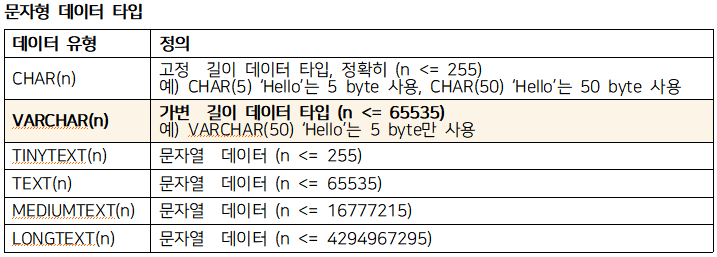 문자형 데이터 타입
데이터 유형 정의
CHAR(n) 고정 길이 데이터 타입, 정확히 (n <= 255)
예) CHAR(5) ‘Hello’는 5 byte 사용, CHAR(50) ‘Hello’는 50 byte 사용
VARCHAR(n) 가변 길이 데이터 타입 (n <= 65535)
예) VARCHAR(50) ‘Hello’는 5 byte만 사용
TINYTEXT(n) 문자열 데이터 (n <= 255)
TEXT(n) 문자열 데이터 (n <= 65535)
MEDIUMTEXT(n) 문자열 데이터 (n <= 16777215)
LONGTEXT(n) 문자열 데이터 (n <= 4294967295)